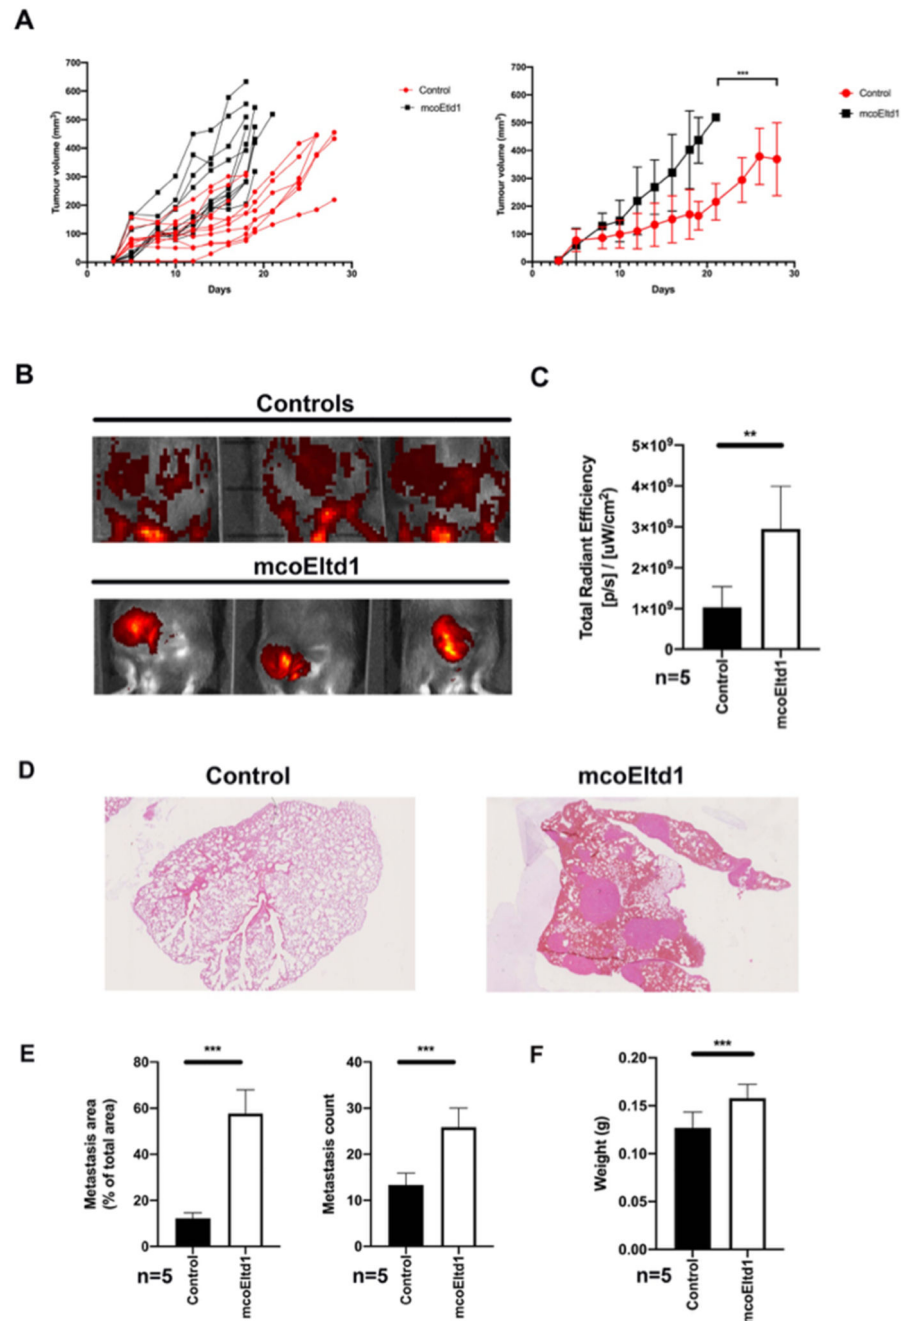 A
700
600
500
400
300
200
100
0
Tumour volume (mm³)
0
10
20
30
Days
Control
mcoEltd1
700
600
500
400
300
200
100
0
Tumour volume (mm³)
0
10
20
30
Days
***
Control
mcoEltd1
B
Controls
mcoEltd1
C
**
5×10⁹
4×10⁹
3×10⁹
2×10⁹
1×10⁹
0
Total Radiant Efficiency
[p/s] / [uW/cm²]
n=5
Control
mcoEltd1
D
Control
mcoEltd1
E
***
80
60
40
20
0
Metastasis area
(% of total area)
n=5
Control
mcoEltd1
***
40
30
20
10
0
Metastasis count
Control
mcoEltd1
F
***
0.20
0.15
0.10
0.05
0.00
Weight (g)
n=5
Control
mcoEltd1